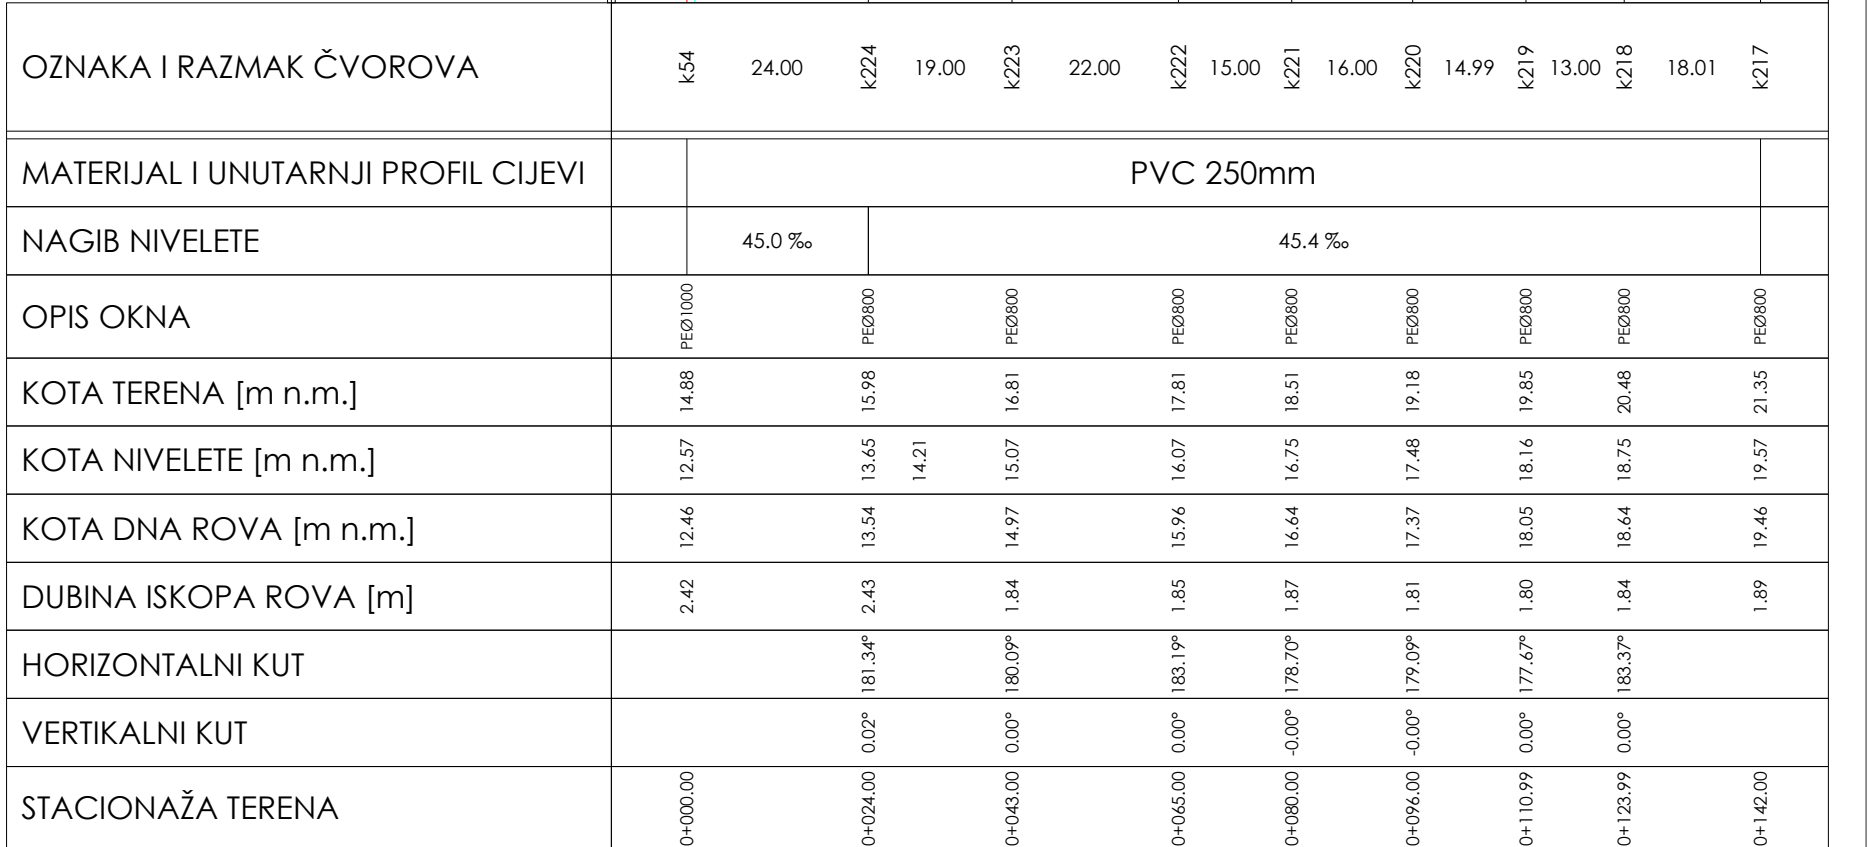 OZNAKA I RAZMAK ČVOROVA k54 24.00 k224 19.00 k223 22.00 k222 15.00 k221 16.00 k220 14.99 k219 13.00 k218 18.01 k217
MATERIJAL I UNUTARNJI PROFIL CIJEVI PVC 250mm
NAGIB NIVELETE 45.0 ‰ 45.4 ‰
OPIS OKNA PEØ1000 PEØ800 PEØ800 PEØ800 PEØ800 PEØ800 PEØ800 PEØ800 PEØ800
KOTA TERENA [m n.m.] 14.88 15.98 16.81 17.81 18.51 19.18 19.85 20.48 21.35
KOTA NIVELETE [m n.m.] 12.57 13.65 14.21 15.07 16.07 16.75 17.48 18.16 18.75 19.57
KOTA DNA ROVA [m n.m.] 12.46 13.54 14.97 15.96 16.64 17.37 18.05 18.64 19.46
DUBINA ISKOPA ROVA [m] 2.42 2.43 1.84 1.85 1.87 1.81 1.80 1.84 1.89
HORIZONTALNI KUT 181.34° 180.09° 183.19° 178.70° 179.09° 177.67° 183.37°
VERTIKALNI KUT 0.02° 0.00° 0.00° -0.00° -0.00° 0.00° 0.00°
STACIONAŽA TERENA 0+000.00 0+024.00 0+043.00 0+065.00 0+080.00 0+096.00 0+110.99 0+123.99 0+142.00